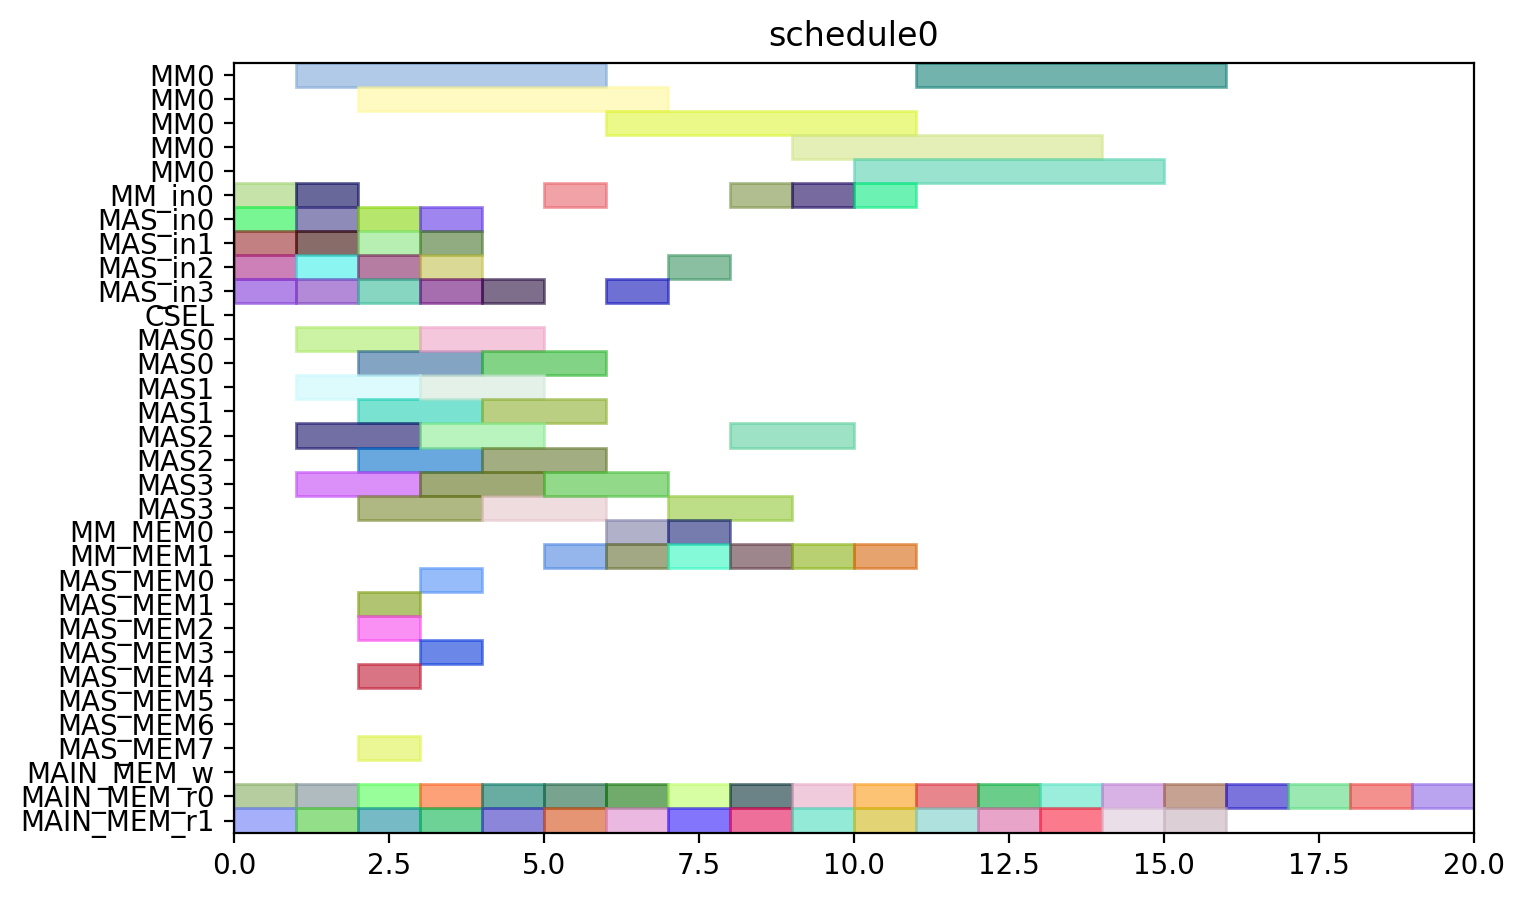 schedule0
MM0
MM0
MM0
MM0
MM0
MM_in0
MAS_in0
MAS_in1
MAS_in2
MAS_in3
CSEL
MAS0
MAS0
MAS1
MAS1
MAS2
MAS2
MAS3
MAS3
MM_MEM0
MM_MEM1
MAS_MEM0
MAS_MEM1
MAS_MEM2
MAS_MEM3
MAS_MEM4
MAS_MEM5
MAS_MEM6
MAS_MEM7
MAIN_MEM_w
MAIN_MEM_r0
MAIN_MEM_r1
0.0 2.5 5.0 7.5 10.0 12.5 15.0 17.5 20.0